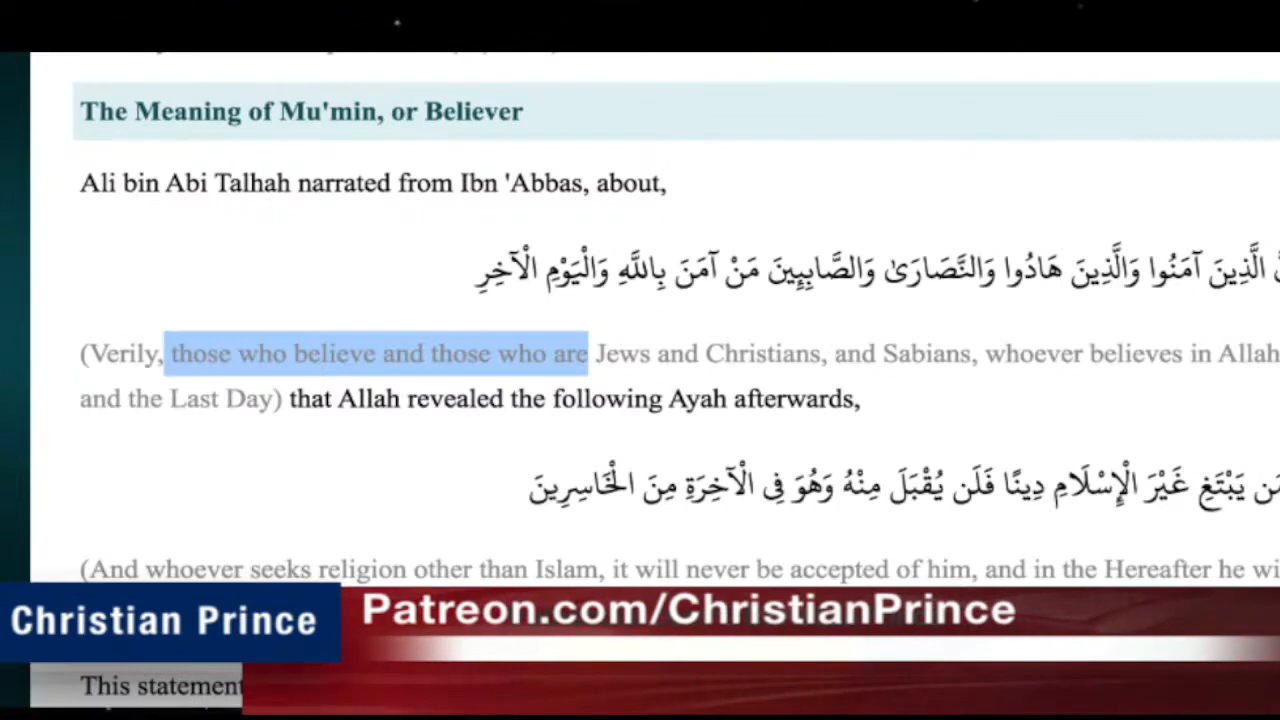 The Meaning of Mu'min, or Believer
Ali bin Abi Talhah narrated from Ibn 'Abbas, about,
الَّذِينَ آمَنُوا وَالَّذِينَ هَادُوا وَالنَّصَارَىٰ وَالصَّابِئِينَ مَنْ آمَنَ بِاللَّهِ وَالْيَوْمِ الْآخِرِ
(Verily, those who believe and those who are Jews and Christians, and Sabians, whoever believes in Allah
and the Last Day) that Allah revealed the following Ayah afterwards,
يَبْتَغِ غَيْرَ الْإِسْلَامِ دِينًا فَلَن يُقْبَلَ مِنْهُ وَهُوَ فِى الْآخِرَةِ مِنَ الْخَاسِرِينَ
(And whoever seeks religion other than Islam, it will never be accepted of him, and in the Hereafter he
Christian Prince
Patreon.com/ChristianPrince
This statement